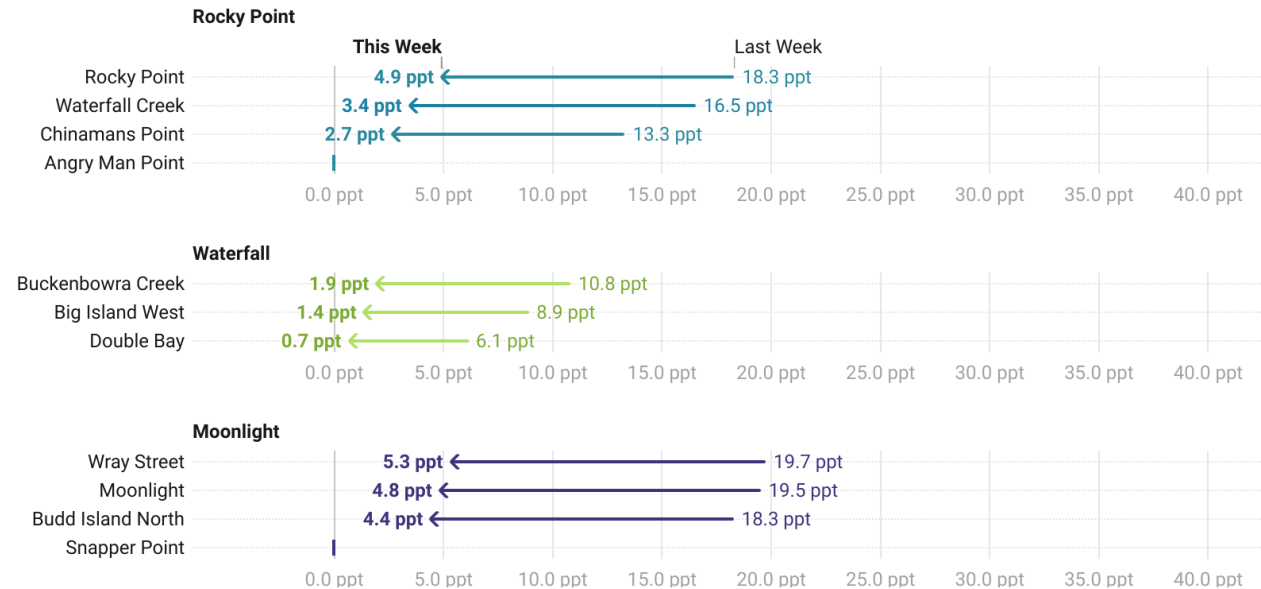 Rocky Point
This Week Last Week
Rocky Point 4.9 ppt 18.3 ppt
Waterfall Creek 3.4 ppt 16.5 ppt
Chinamans Point 2.7 ppt 13.3 ppt
Angry Man Point
0.0 ppt 5.0 ppt 10.0 ppt 15.0 ppt 20.0 ppt 25.0 ppt 30.0 ppt 35.0 ppt 40.0 ppt
Waterfall
Buckenbowra Creek 1.9 ppt 10.8 ppt
Big Island West 1.4 ppt 8.9 ppt
Double Bay 0.7 ppt 6.1 ppt
0.0 ppt 5.0 ppt 10.0 ppt 15.0 ppt 20.0 ppt 25.0 ppt 30.0 ppt 35.0 ppt 40.0 ppt
Moonlight
Wray Street 5.3 ppt 19.7 ppt
Moonlight 4.8 ppt 19.5 ppt
Budd Island North 4.4 ppt 18.3 ppt
Snapper Point
0.0 ppt 5.0 ppt 10.0 ppt 15.0 ppt 20.0 ppt 25.0 ppt 30.0 ppt 35.0 ppt 40.0 ppt